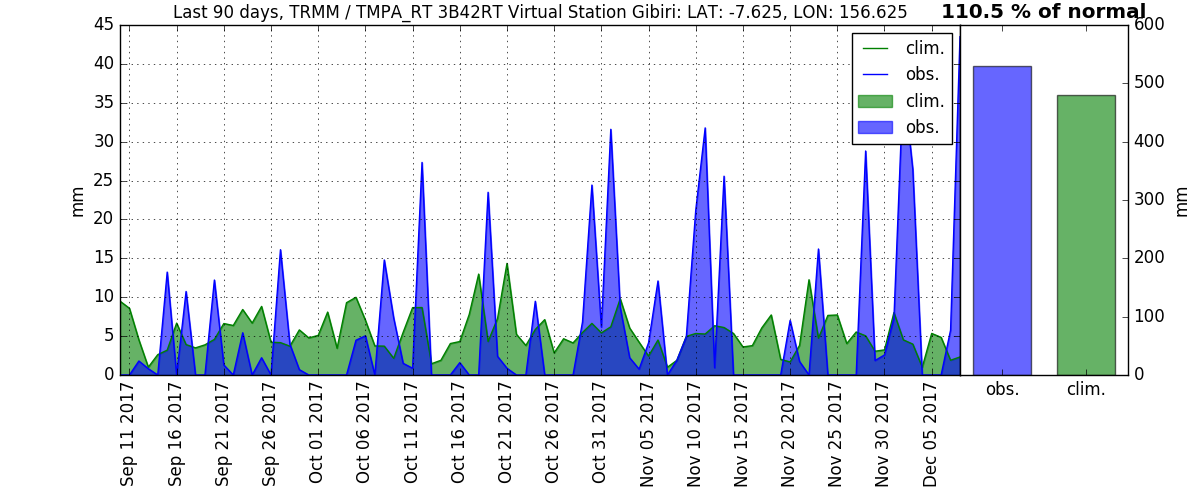 Last 90 days, TRMM / TMPA_RT 3B42RT Virtual Station Gibiri: LAT: -7.625, LON: 156.625
110.5 % of normal
45
40
35
30
25
20
15
10
5
0
mm
clim.
obs.
clim.
obs.
600
500
400
300
200
100
0
mm
Sep 11 2017
Sep 16 2017
Sep 21 2017
Sep 26 2017
Oct 01 2017
Oct 06 2017
Oct 11 2017
Oct 16 2017
Oct 21 2017
Oct 26 2017
Oct 31 2017
Nov 05 2017
Nov 10 2017
Nov 15 2017
Nov 20 2017
Nov 25 2017
Nov 30 2017
Dec 05 2017
obs.
clim.